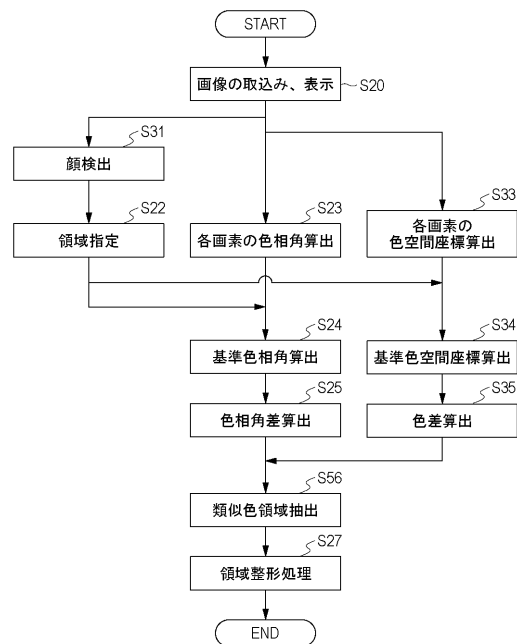 START
画像の取込み、表示
S20
S31
顔検出
S22
領域指定
S23
各画素の色相角算出
S33
各画素の
色空間座標算出
S24
基準色相角算出
S34
基準色空間座標算出
S25
色相角差算出
S35
色差算出
S56
類似色領域抽出
S27
領域整形処理
END